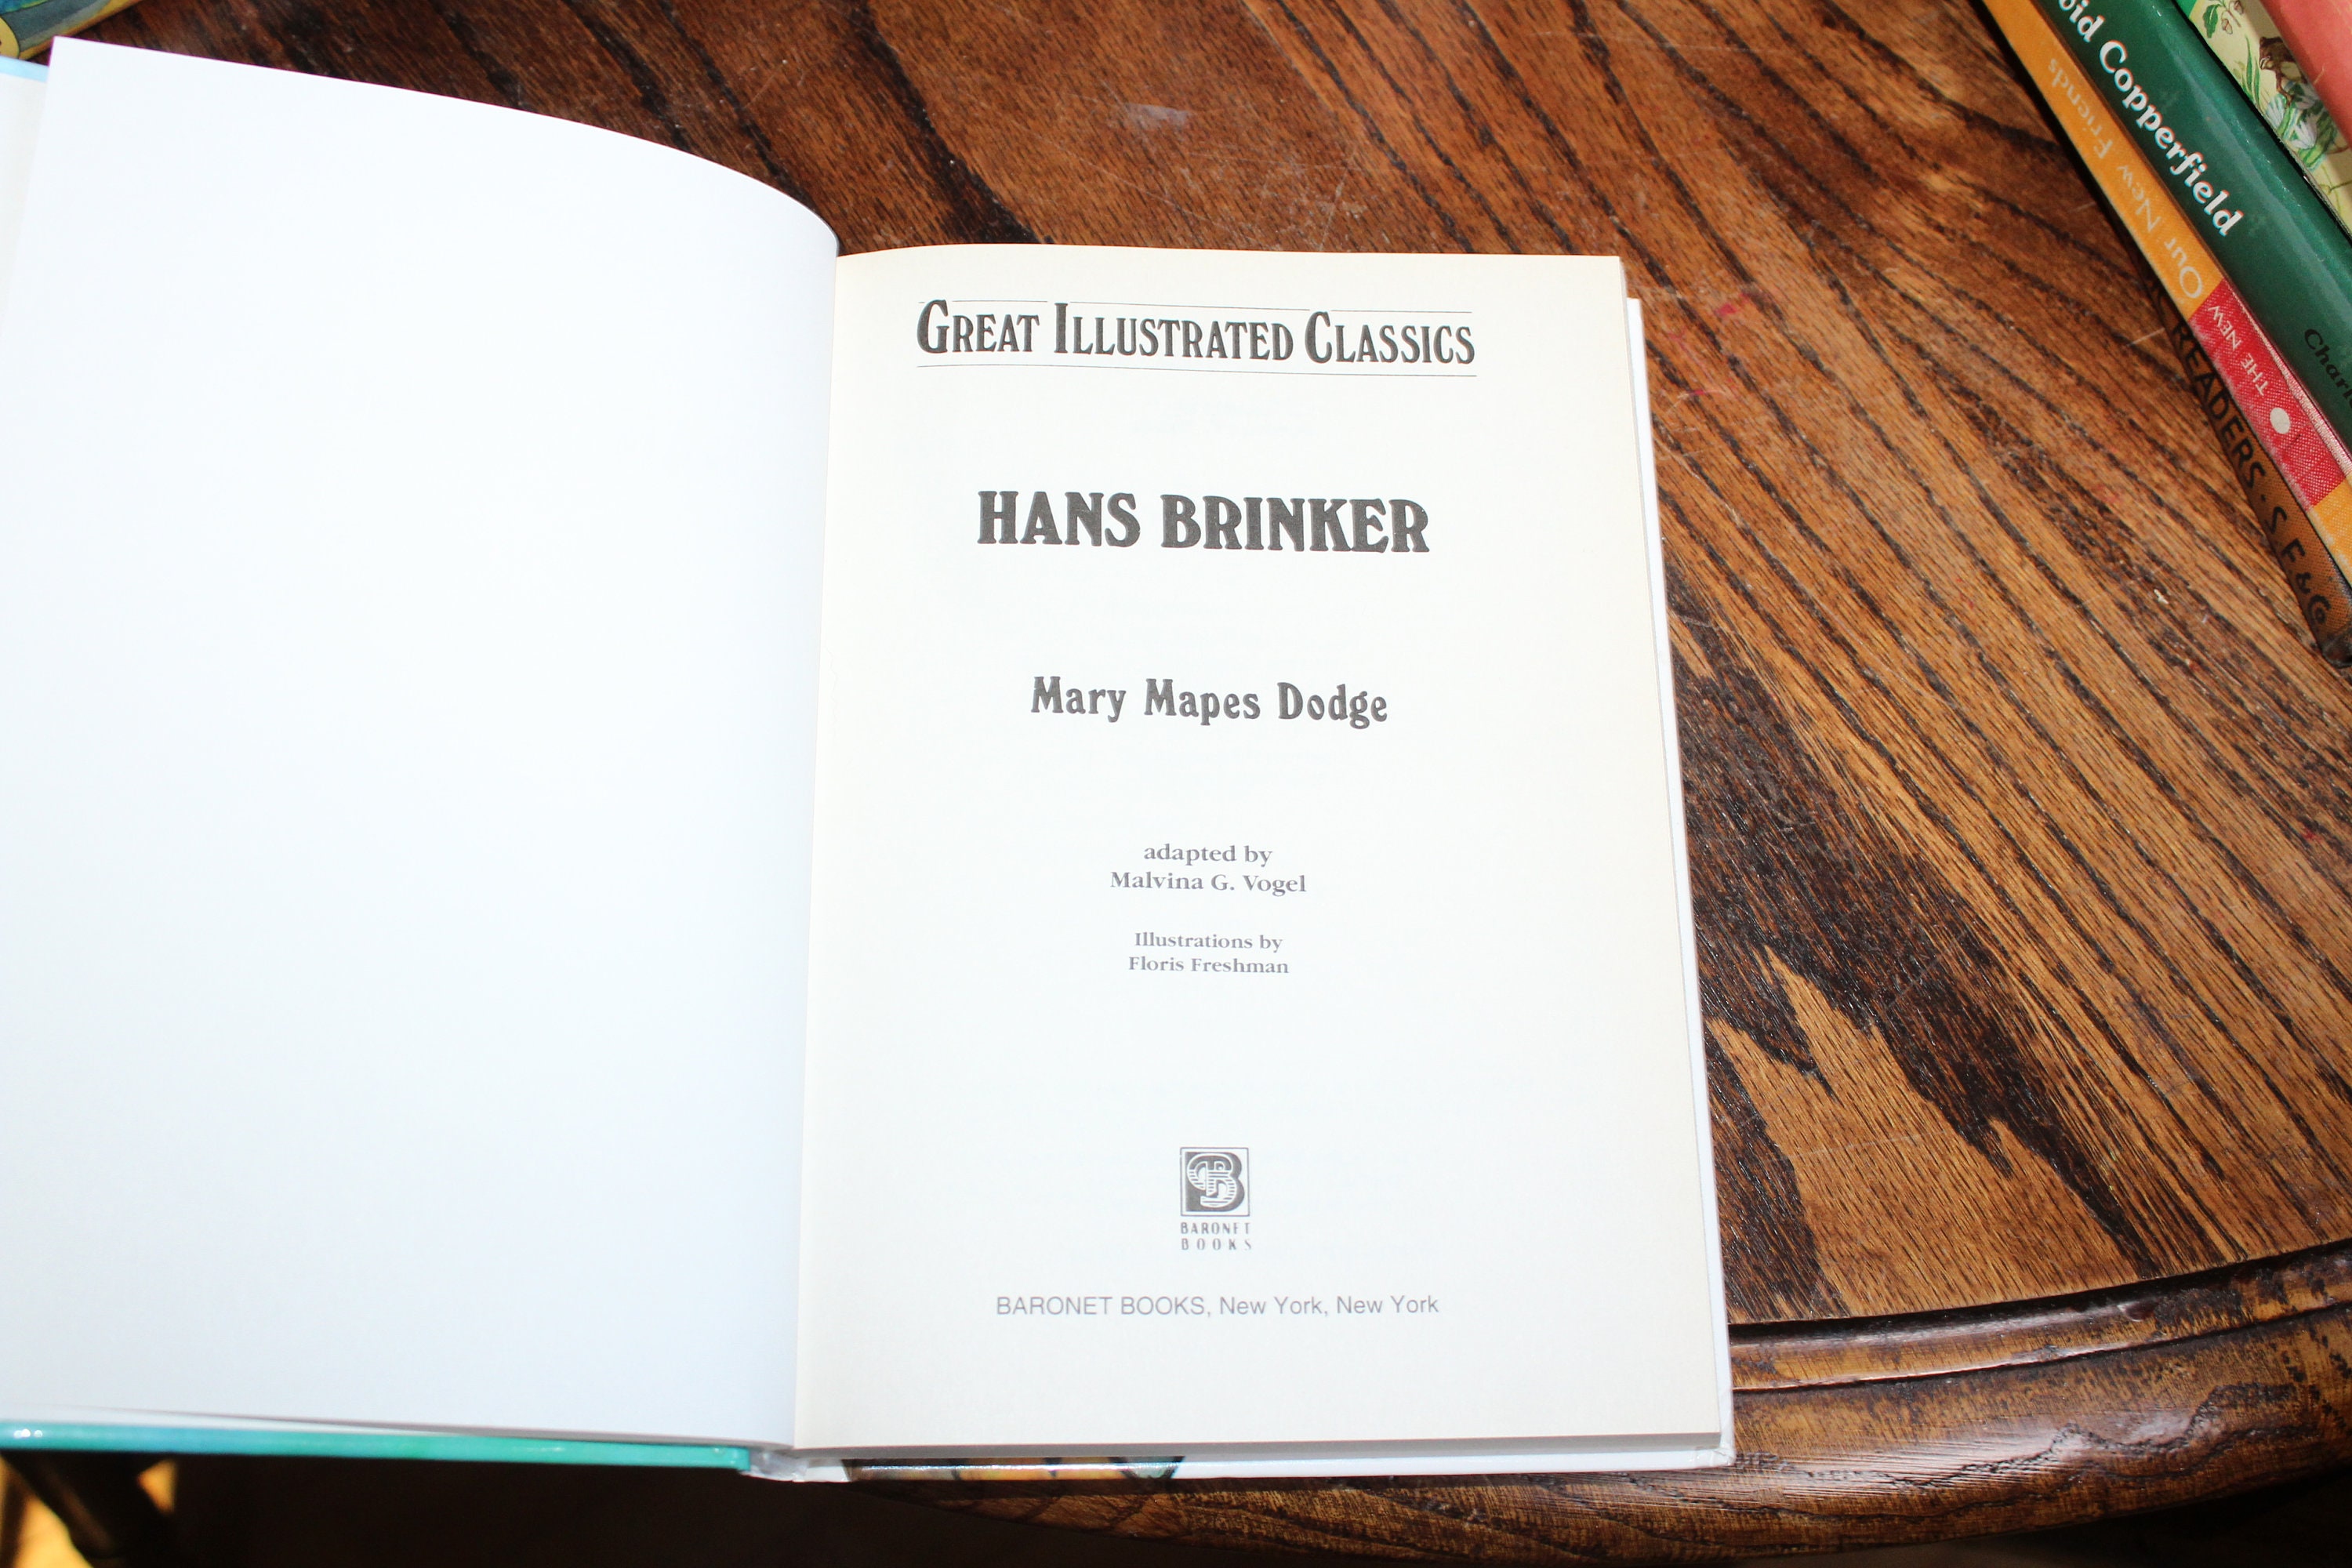 GREAT ILLUSTRATED CLASSICS
HANS BRINKER
Mary Mapes Dodge
adapted by
Malvina G. Vogel
Illustrations by
Floris Freshman
B
BARONET
BOOKS
BARONET BOOKS, New York, New York
Copperfield
Our New Friends
THE NEW
READERS · S. F. & Co.